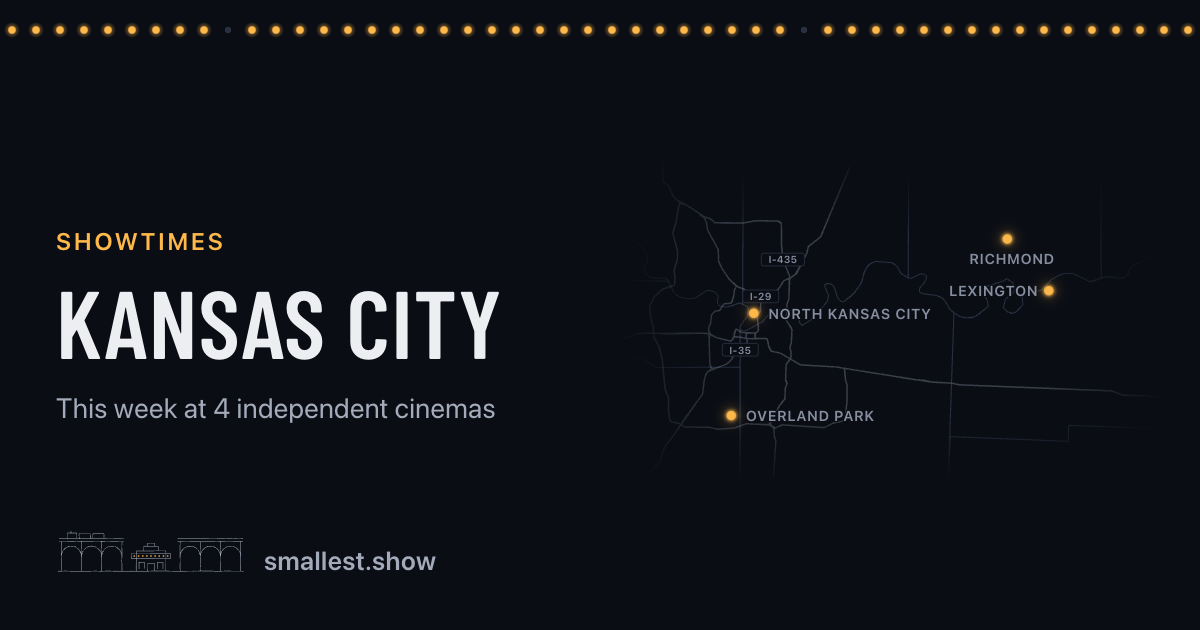 SHOWTIMES
KANSAS CITY
This week at 4 independent cinemas
smallest.show
I-435
RICHMOND
LEXINGTON
I-29
NORTH KANSAS CITY
I-35
OVERLAND PARK